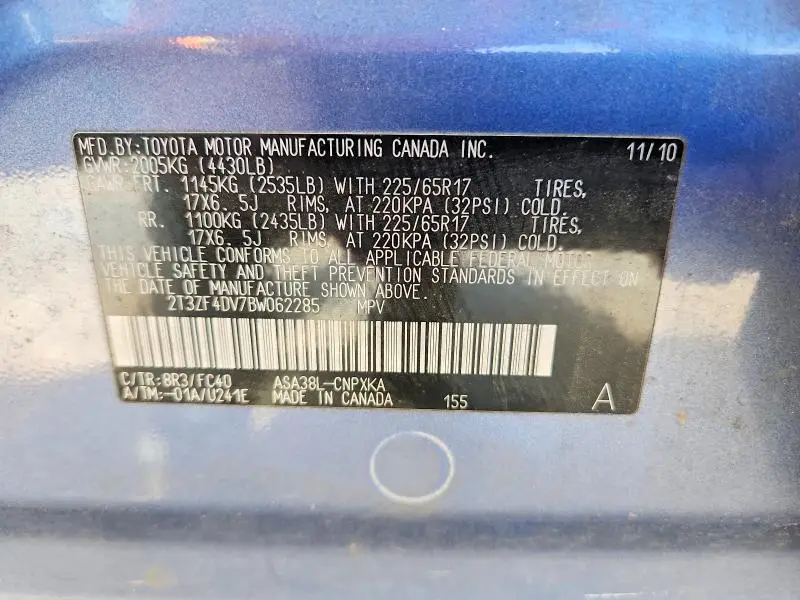 MFD.BY:TOYOTA MOTOR MANUFACTURING CANADA INC. 11/10
GVWR:2005KG (4430LB)
GAWR:FRT. 1145KG (2535LB) WITH 225/65R17 TIRES,
17X6. 5J RIMS, AT 220KPA (32PSI) COLD.
RR. 1100KG (2435LB) WITH 225/65R17 TIRES,
17X6. 5J RIMS, AT 220KPA (32PSI) COLD.
THIS VEHICLE CONFORMS TO ALL APPLICABLE FEDERAL MOTOR
VEHICLE SAFETY AND THEFT PREVENTION STANDARDS IN EFFECT ON
THE DATE OF MANUFACTURE SHOWN ABOVE.
2T3ZF4DV7BW062285 MPV
C/TR:8R3/FC40 ASA38L-CNPXKA
A/TM:-01A/U241E MADE IN CANADA 155 A